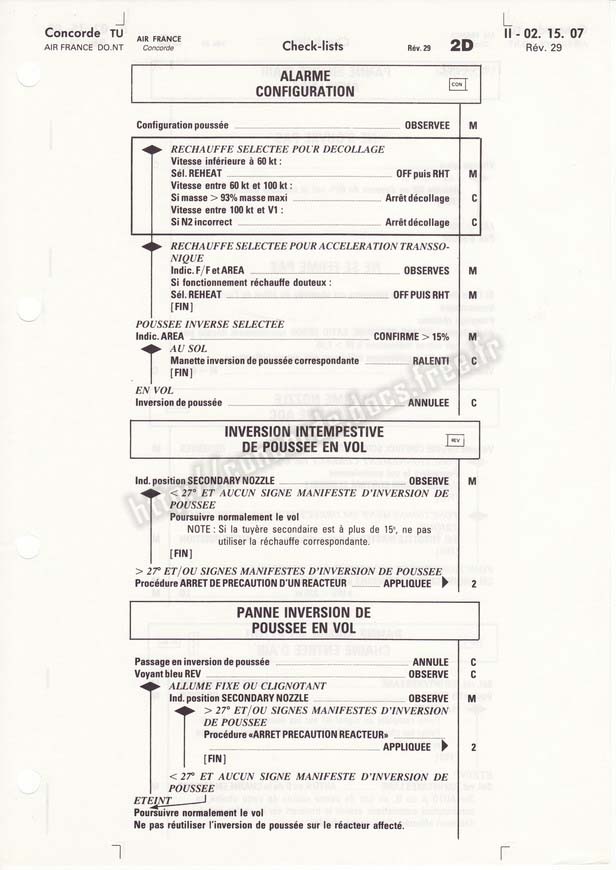 Concorde TU
AIR FRANCE DO.NT
AIR FRANCE
Concorde
Check-lists
Rév. 29
2D
II - 02. 15. 07
Rév. 29
ALARME
CONFIGURATION
CON
Configuration poussée OBSERVEE M
RECHAUFFE SELECTEE POUR DECOLLAGE
Vitesse inférieure à 60 kt :
Sél. REHEAT OFF puis RHT M
Vitesse entre 60 kt et 100 kt :
Si masse > 93% masse maxi Arrêt décollage C
Vitesse entre 100 kt et V1 :
Si N2 incorrect Arrêt décollage C
RECHAUFFE SELECTEE POUR ACCELERATION TRANSSO-
NIQUE
Indic. F/F et AREA OBSERVES M
Si fonctionnement réchauffe douteux :
Sél. REHEAT OFF PUIS RHT M
[FIN]
POUSSEE INVERSE SELECTEE
Indic. AREA CONFIRME > 15% M
AU SOL
Manette inversion de poussée correspondante RALENTI C
[FIN]
EN VOL
Inversion de poussée ANNULEE C
INVERSION INTEMPESTIVE
DE POUSSEE EN VOL
REV
Ind. position SECONDARY NOZZLE OBSERVE M
< 27° ET AUCUN SIGNE MANIFESTE D'INVERSION DE
POUSSEE
Poursuivre normalement le vol
NOTE : Si la tuyère secondaire est à plus de 15°, ne pas
utiliser la réchauffe correspondante.
[FIN]
> 27° ET/OU SIGNES MANIFESTES D'INVERSION DE POUSSEE
Procédure ARRET DE PRECAUTION D'UN REACTEUR APPLIQUEE 2
PANNE INVERSION DE
POUSSEE EN VOL
Passage en inversion de poussée ANNULE C
Voyant bleu REV OBSERVE C
ALLUME FIXE OU CLIGNOTANT
Ind. position SECONDARY NOZZLE OBSERVE M
> 27° ET/OU SIGNES MANIFESTES D'INVERSION
DE POUSSEE
Procédure «ARRET PRECAUTION REACTEUR»
APPLIQUEE 2
[FIN]
< 27° ET AUCUN SIGNE MANIFESTE D'INVERSION DE
POUSSEE
ETEINT
Poursuivre normalement le vol
Ne pas réutiliser l'inversion de poussée sur le réacteur affecté.